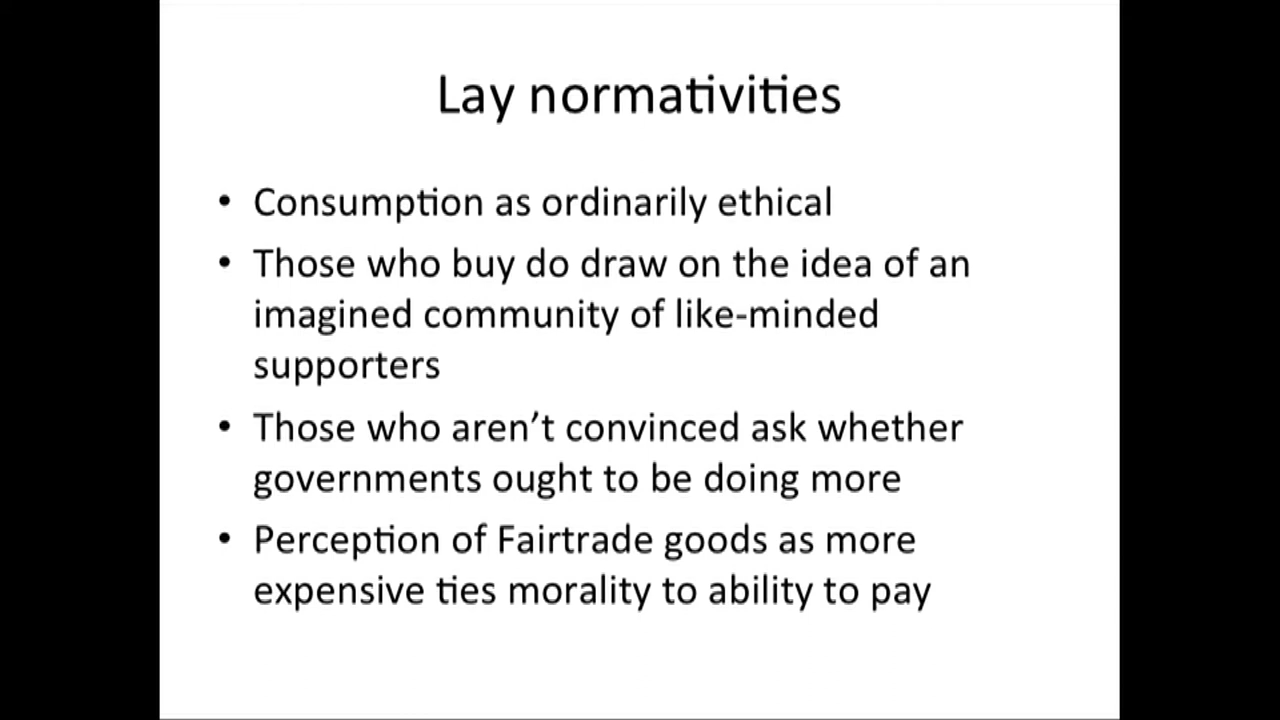 Lay normativities
• Consumption as ordinarily ethical
• Those who buy do draw on the idea of an
imagined community of like-minded
supporters
• Those who aren’t convinced ask whether
governments ought to be doing more
• Perception of Fairtrade goods as more
expensive ties morality to ability to pay